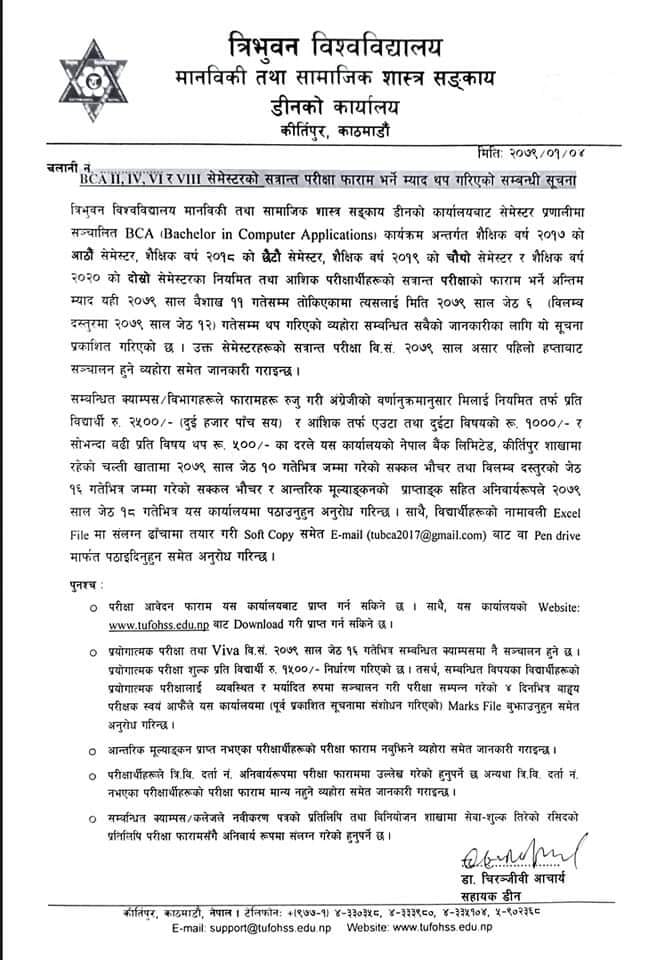 त्रिभुवन विश्वविद्यालय
मानविकी तथा सामाजिक शास्त्र सङ्काय
डीनको कार्यालय
कीर्तिपुर, काठमाडौं
मिति: २०७९/०१/०४
चलानी नं.
BCA II, IV, VI र VIII सेमेस्टरको सत्रान्त परीक्षा फाराम भर्ने म्याद थप गरिएको सम्बन्धी सूचना
त्रिभुवन विश्वविद्यालय मानविकी तथा सामाजिक शास्त्र सङ्काय डीनको कार्यालयबाट सेमेस्टर प्रणालीमा
सञ्चालित BCA (Bachelor in Computer Applications) कार्यक्रम अन्तर्गत शैक्षिक वर्ष २०१७ को
आठौं सेमेस्टर, शैक्षिक वर्ष २०१८ को छैटौं सेमेस्टर, शैक्षिक वर्ष २०१९ को चौथो सेमेस्टर र शैक्षिक वर्ष
२०२० को दोस्रो सेमेस्टरका नियमित तथा आंशिक परीक्षार्थीहरूको सत्रान्त परीक्षाको फाराम भर्ने अन्तिम
म्याद यही २०७९ साल वैशाख ११ गतेसम्म तोकिएकामा त्यसलाई मिति २०७९ साल जेठ ६ (विलम्ब
दस्तुरमा २०७९ साल जेठ १२) गतेसम्म थप गरिएको व्यहोरा सम्बन्धित सबैको जानकारीका लागि यो सूचना
प्रकाशित गरिएको छ । उक्त सेमेस्टरहरूको सत्रान्त परीक्षा वि.सं. २०७९ साल असार पहिलो हप्ताबाट
सञ्चालन हुने व्यहोरा समेत जानकारी गराइन्छ ।
सम्बन्धित क्याम्पस/विभागहरूले फारामहरू रुजु गरी अंग्रेजीको वर्णानुक्रमानुसार मिलाई नियमित तर्फ प्रति
विद्यार्थी रु. २५००/- (दुई हजार पाँच सय) र आंशिक तर्फ एउटा तथा दुईटा विषयको रू. १०००/- र
सोभन्दा बढी प्रति विषय थप रू. ५००/- का दरले यस कार्यालयको नेपाल बैंक लिमिटेड, कीर्तिपुर शाखामा
रहेको चल्ती खातामा २०७९ साल जेठ १० गतेभित्र जम्मा गरेको सक्कल भौचर तथा विलम्ब दस्तुरको जेठ
१६ गतेभित्र जम्मा गरेको सक्कल भौचर र आन्तरिक मूल्याङ्कनको प्राप्ताङ्क सहित अनिवार्यरूपले २०७९
साल जेठ १८ गतेभित्र यस कार्यालयमा पठाउनुहुन अनुरोध गरिन्छ । साथै, विद्यार्थीहरूको नामावली Excel
File मा संलग्न ढाँचामा तयार गरी Soft Copy समेत E-mail (tubca2017@gmail.com) बाट वा Pen drive
मार्फत पठाइदिनुहुन समेत अनुरोध गरिन्छ ।
पुनश्च :
o परीक्षा आवेदन फाराम यस कार्यालयबाट प्राप्त गर्न सकिने छ । साथै, यस कार्यालयको Website:
www.tufohss.edu.np बाट Download गरी प्राप्त गर्न सकिने छ ।
o प्रयोगात्मक परीक्षा तथा Viva वि.सं. २०७९ साल जेठ १६ गतेभित्र सम्बन्धित क्याम्पसमा नै सञ्चालन हुने छ ।
प्रयोगात्मक परीक्षा शुल्क प्रति विद्यार्थी रु. १५००/- निर्धारण गरिएको छ । तसर्थ, सम्बन्धित विषयका विद्यार्थीहरूको
प्रयोगात्मक परीक्षालाई व्यवस्थित र मर्यादित रुपमा सञ्चालन गरी परीक्षा सम्पन्न गरेको ४ दिनभित्र बाह्य
परीक्षक स्वयं आफैंले यस कार्यालयमा (पूर्व प्रकाशित सूचनामा संशोधन गरिएको) Marks File बुझाउनुहुन समेत
अनुरोध गरिन्छ ।
o आन्तरिक मूल्याङ्कन प्राप्त नभएका परीक्षार्थीहरूको परीक्षा फाराम नबुझिने व्यहोरा समेत जानकारी गराइन्छ ।
o परीक्षार्थीहरूले त्रि.वि. दर्ता नं. अनिवार्यरूपमा परीक्षा फाराममा उल्लेख गरेको हुनुपर्ने छ अन्यथा त्रि.वि. दर्ता नं.
नभएका परीक्षार्थीहरूको परीक्षा फाराम मान्य नहुने व्यहोरा समेत जानकारी गराइन्छ ।
o सम्बन्धित क्याम्पस/कलेजले नवीकरण पत्रको प्रतिलिपि तथा विनियोजन शाखामा सेवा-शुल्क तिरेको रसिदको
प्रतिलिपि परीक्षा फारामसँगै अनिवार्य रूपमा संलग्न गरेको हुनुपर्ने छ ।
डा. चिरञ्जीवी आचार्य
सहायक डीन
कीर्तिपुर, काठमाडौं, नेपाल । टेलिफोन: +(९७७-१) ४-३३०३५८, ४-३३३९८०, ४-३३५१०४, ५-९०२३६८
E-mail: support@tufohss.edu.np Website: www.tufohss.edu.np